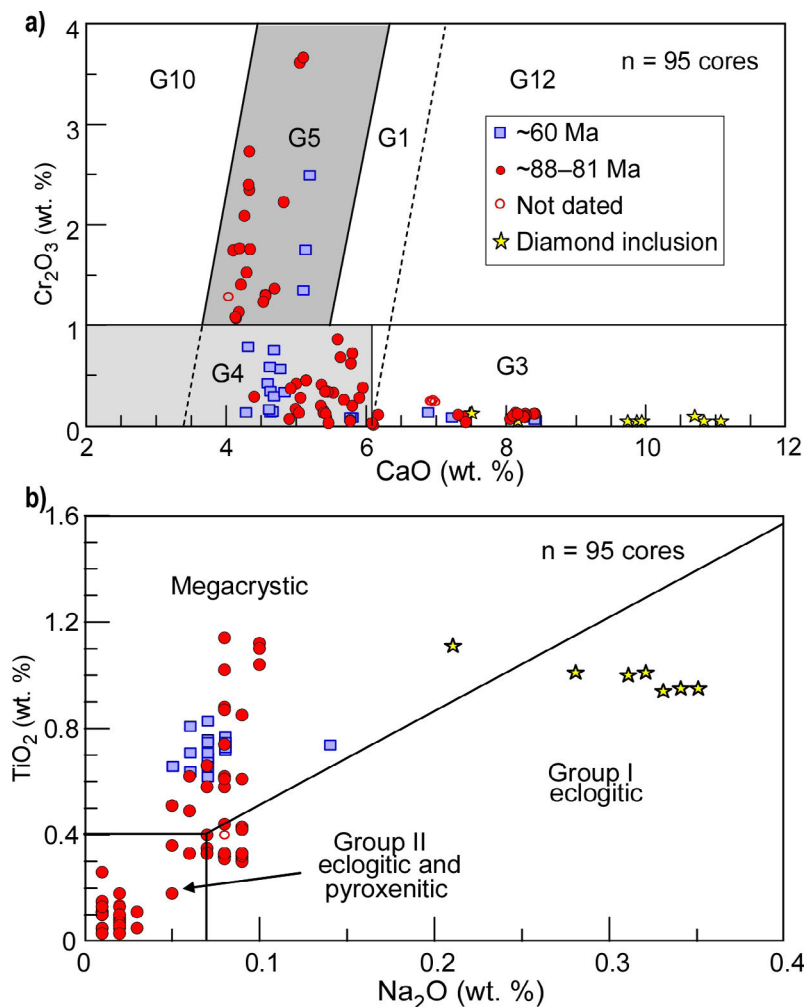 a)
4
G10
G12
n = 95 cores
3
G5
G1
~60 Ma
~88–81 Ma
Not dated
Diamond inclusion
Cr₂O₃ (wt. %)
2
1
G4
G3
0
2
4
6
8
10
12
CaO (wt. %)
b)
1.6
n = 95 cores
Megacrystic
1.2
TiO₂ (wt. %)
0.8
Group I
eclogitic
0.4
Group II
eclogitic and
pyroxenitic
0
0
0.1
0.2
0.3
0.4
Na₂O (wt. %)